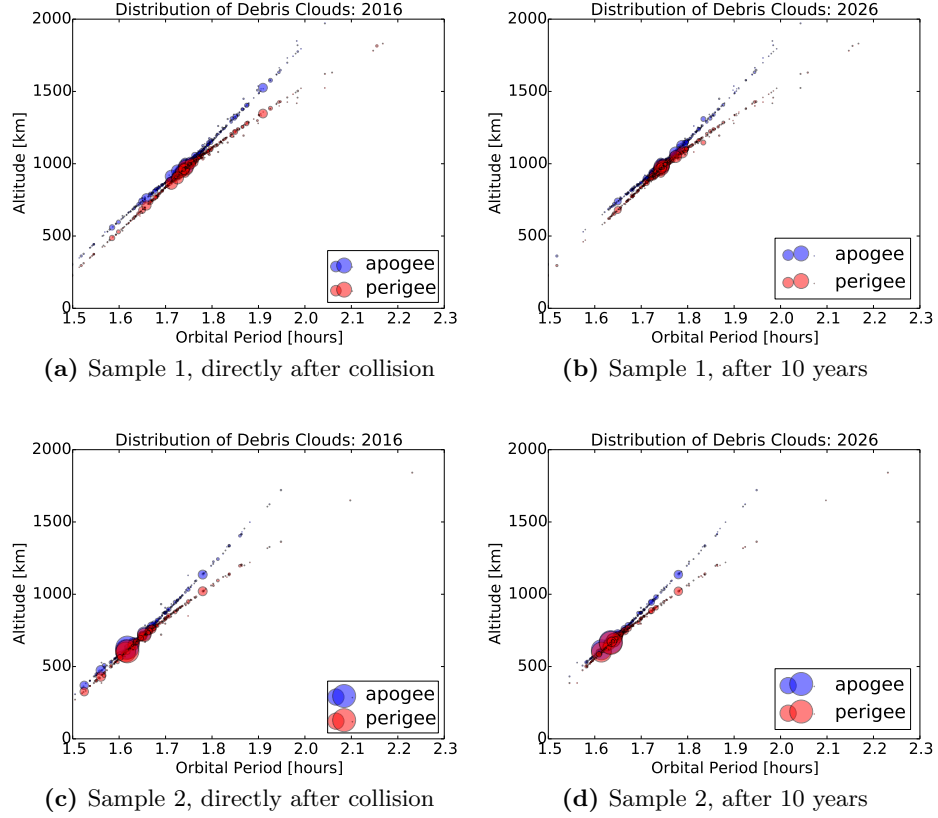 Distribution of Debris Clouds: 2016
2000
1500
1000
500
0
Altitude [km]
apogee
perigee
1.5 1.6 1.7 1.8 1.9 2.0 2.1 2.2 2.3
Orbital Period [hours]
(a) Sample 1, directly after collision
Distribution of Debris Clouds: 2026
2000
1500
1000
500
0
Altitude [km]
apogee
perigee
1.5 1.6 1.7 1.8 1.9 2.0 2.1 2.2 2.3
Orbital Period [hours]
(b) Sample 1, after 10 years
Distribution of Debris Clouds: 2016
2000
1500
1000
500
0
Altitude [km]
apogee
perigee
1.5 1.6 1.7 1.8 1.9 2.0 2.1 2.2 2.3
Orbital Period [hours]
(c) Sample 2, directly after collision
Distribution of Debris Clouds: 2026
2000
1500
1000
500
0
Altitude [km]
apogee
perigee
1.5 1.6 1.7 1.8 1.9 2.0 2.1 2.2 2.3
Orbital Period [hours]
(d) Sample 2, after 10 years